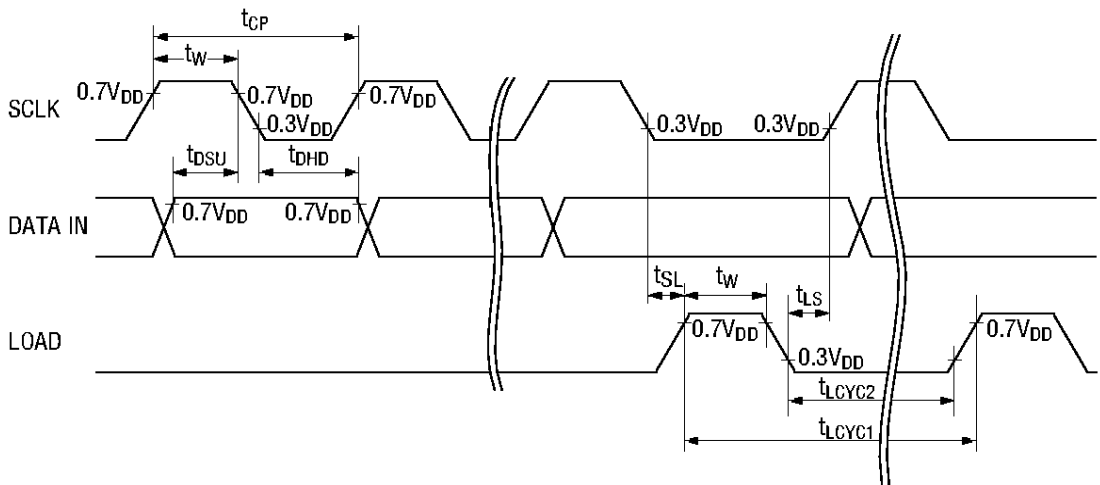 tCP
tW
0.7VDD
0.7VDD
0.7VDD
SCLK
0.3VDD
0.3VDD
0.3VDD
tDSU
tDHD
0.7VDD
0.7VDD
DATA IN
tSL
tW
tLS
LOAD
0.7VDD
0.7VDD
0.3VDD
tLCYC2
tLCYC1